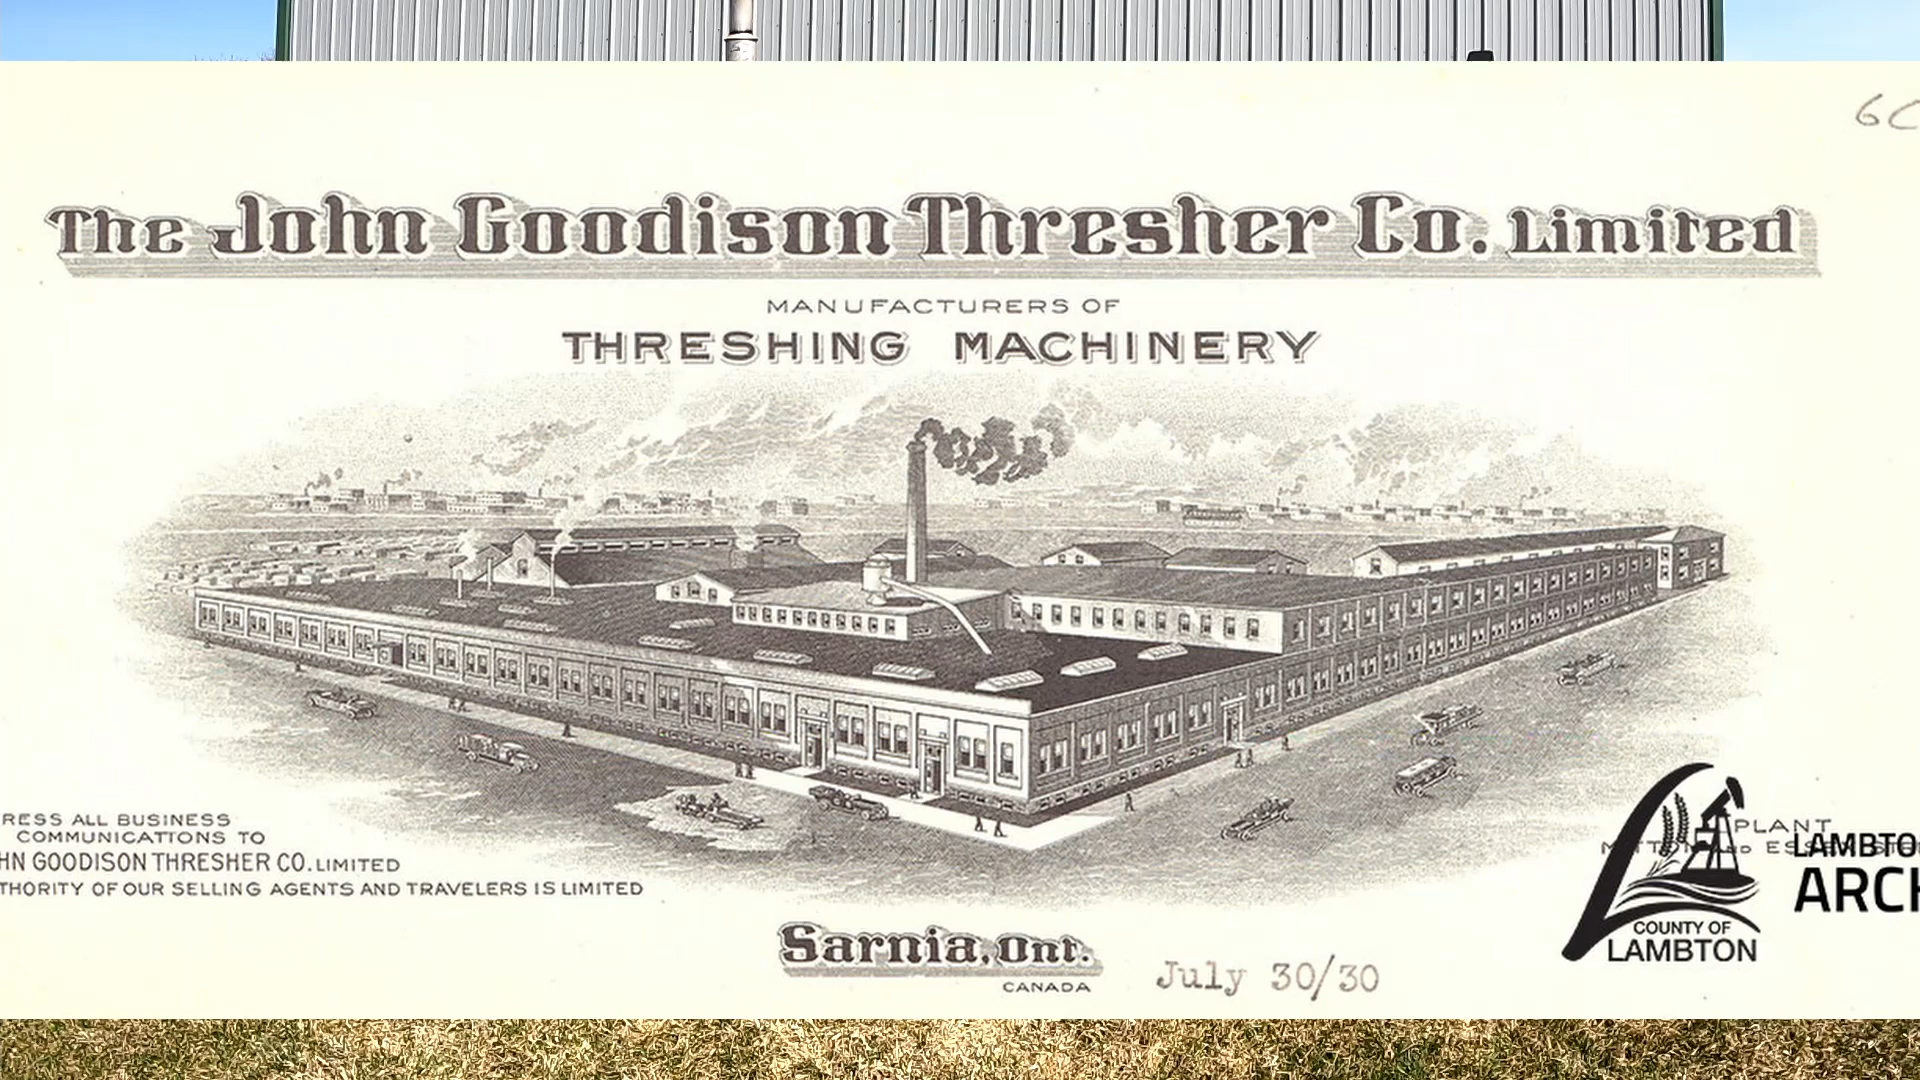 6
The John Goodison Thresher Co. Limited
MANUFACTURERS OF
THRESHING MACHINERY
RESS ALL BUSINESS
COMMUNICATIONS TO
HN GOODISON THRESHER CO. LIMITED
THORITY OF OUR SELLING AGENTS AND TRAVELERS IS LIMITED
PLANT
LAMBTO
ARCH
COUNTY OF
LAMBTON
Sarnia, Ont.
CANADA
July 30/30